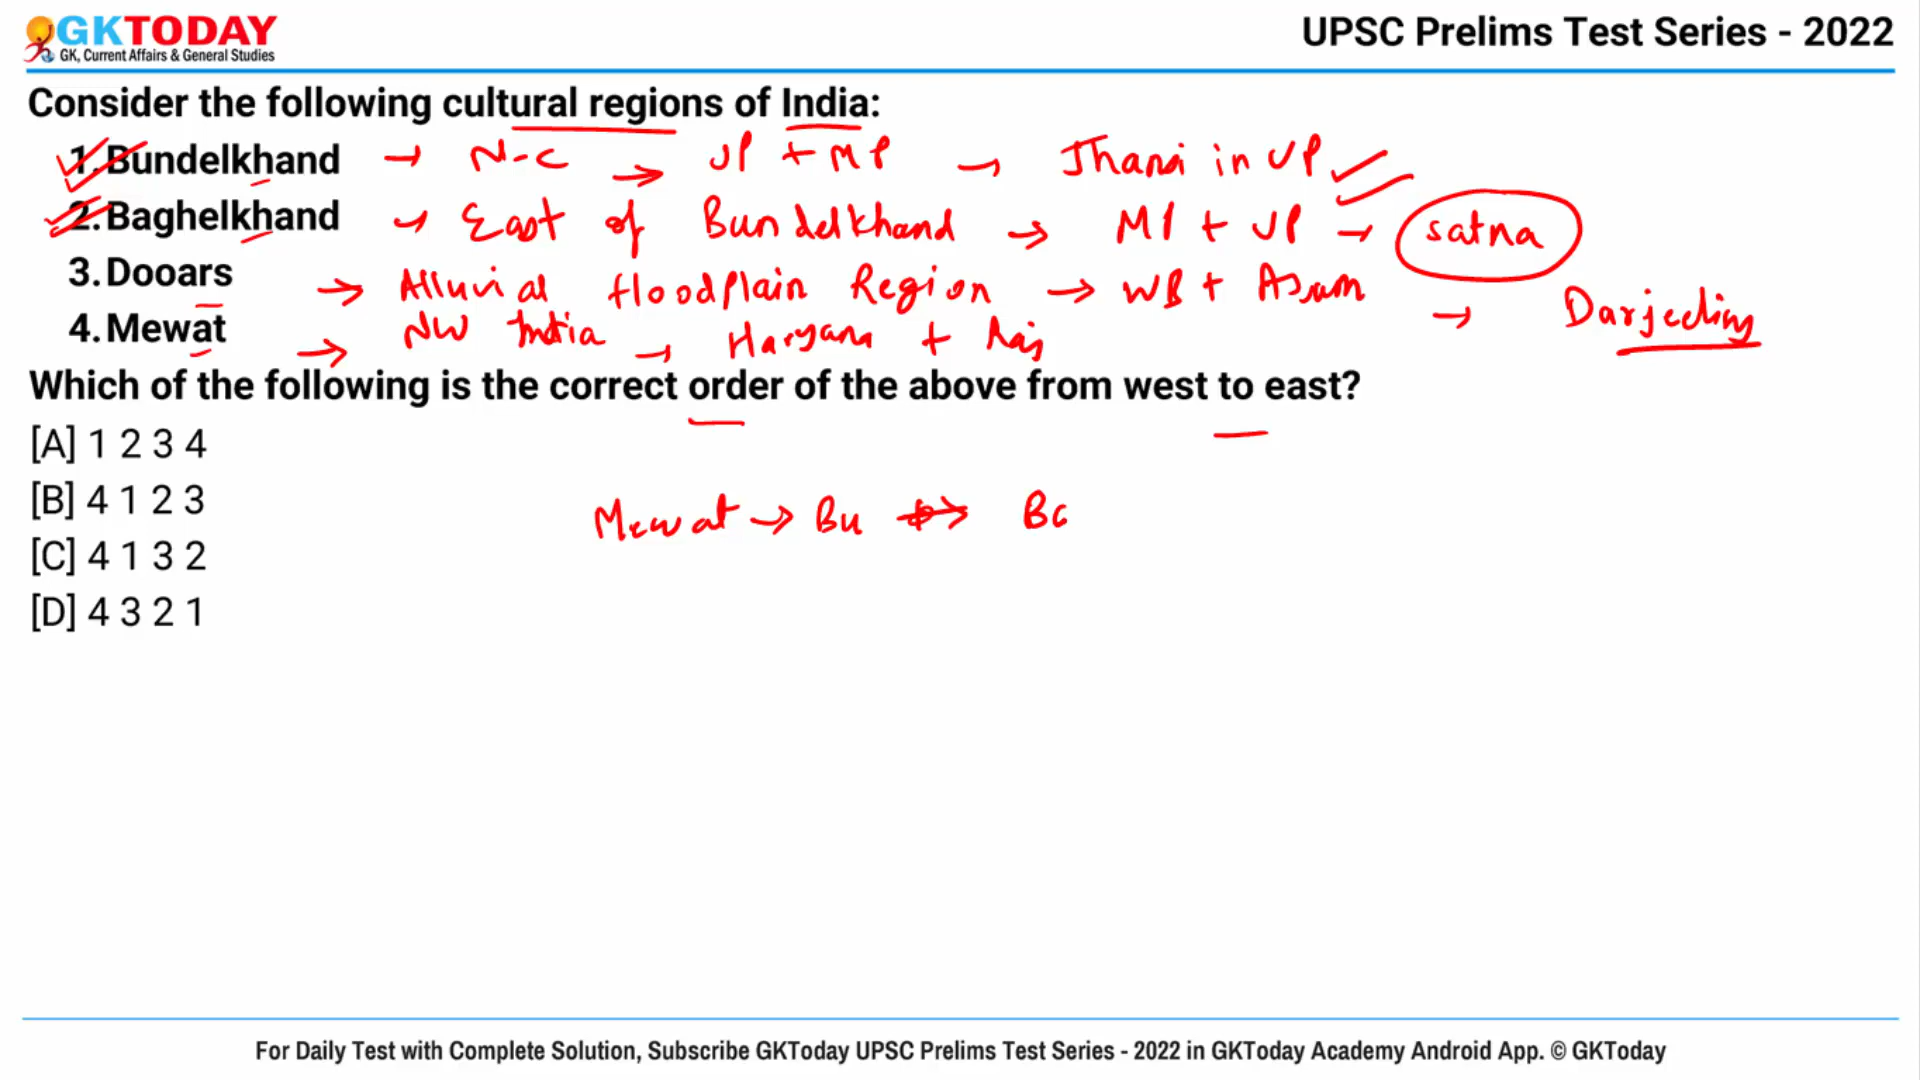 GKTODAY
GK, Current Affairs & General Studies
UPSC Prelims Test Series - 2022
Consider the following cultural regions of India:
1. Bundelkhand → N-C → UP + MP → Jhansi in UP
2. Baghelkhand → East of Bundelkhand → MP + UP → satna
3. Dooars → Alluvial floodplain Region → WB + Assam → Darjeeling
4. Mewat → NW India → Haryana + Raj
Which of the following is the correct order of the above from west to east?
[A] 1 2 3 4
[B] 4 1 2 3
Mewat → Bu → Ba
[C] 4 1 3 2
[D] 4 3 2 1
For Daily Test with Complete Solution, Subscribe GKToday UPSC Prelims Test Series - 2022 in GKToday Academy Android App. © GKToday